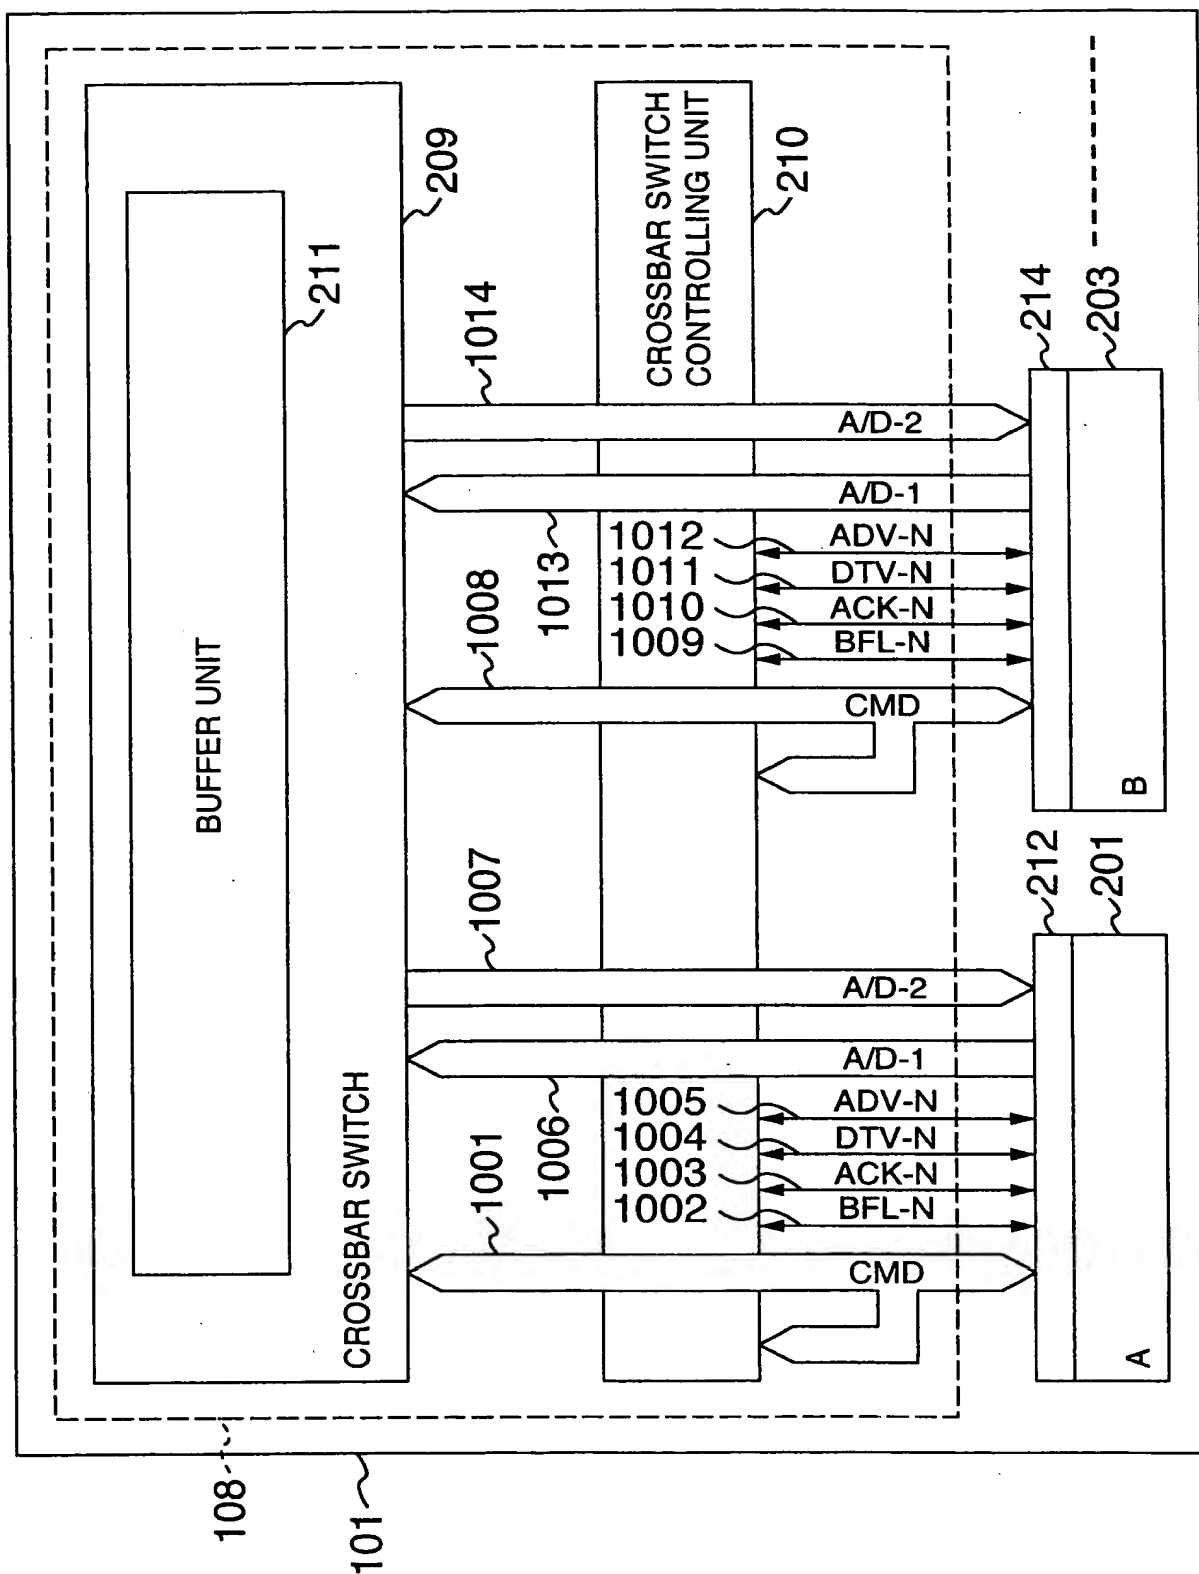 BUFFER UNIT
211
CROSSBAR SWITCH
209
1001
1006
1007
1008
1013
1014
CROSSBAR SWITCH
CONTROLLING UNIT
210
1005
1004
1003
1002
1012
1011
1010
1009
CMD
BFL-N
ACK-N
DTV-N
ADV-N
A/D-1
A/D-2
CMD
BFL-N
ACK-N
DTV-N
ADV-N
A/D-1
A/D-2
108
101
A
212
201
B
214
203